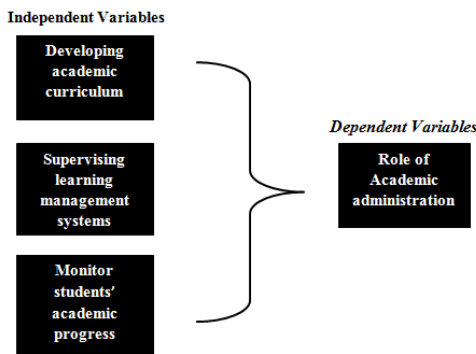 Independent Variables
Developing
academic
curriculum
Supervising
learning
management
systems
Monitor
students'
academic
progress
Dependent Variables
Role of
Academic
administration